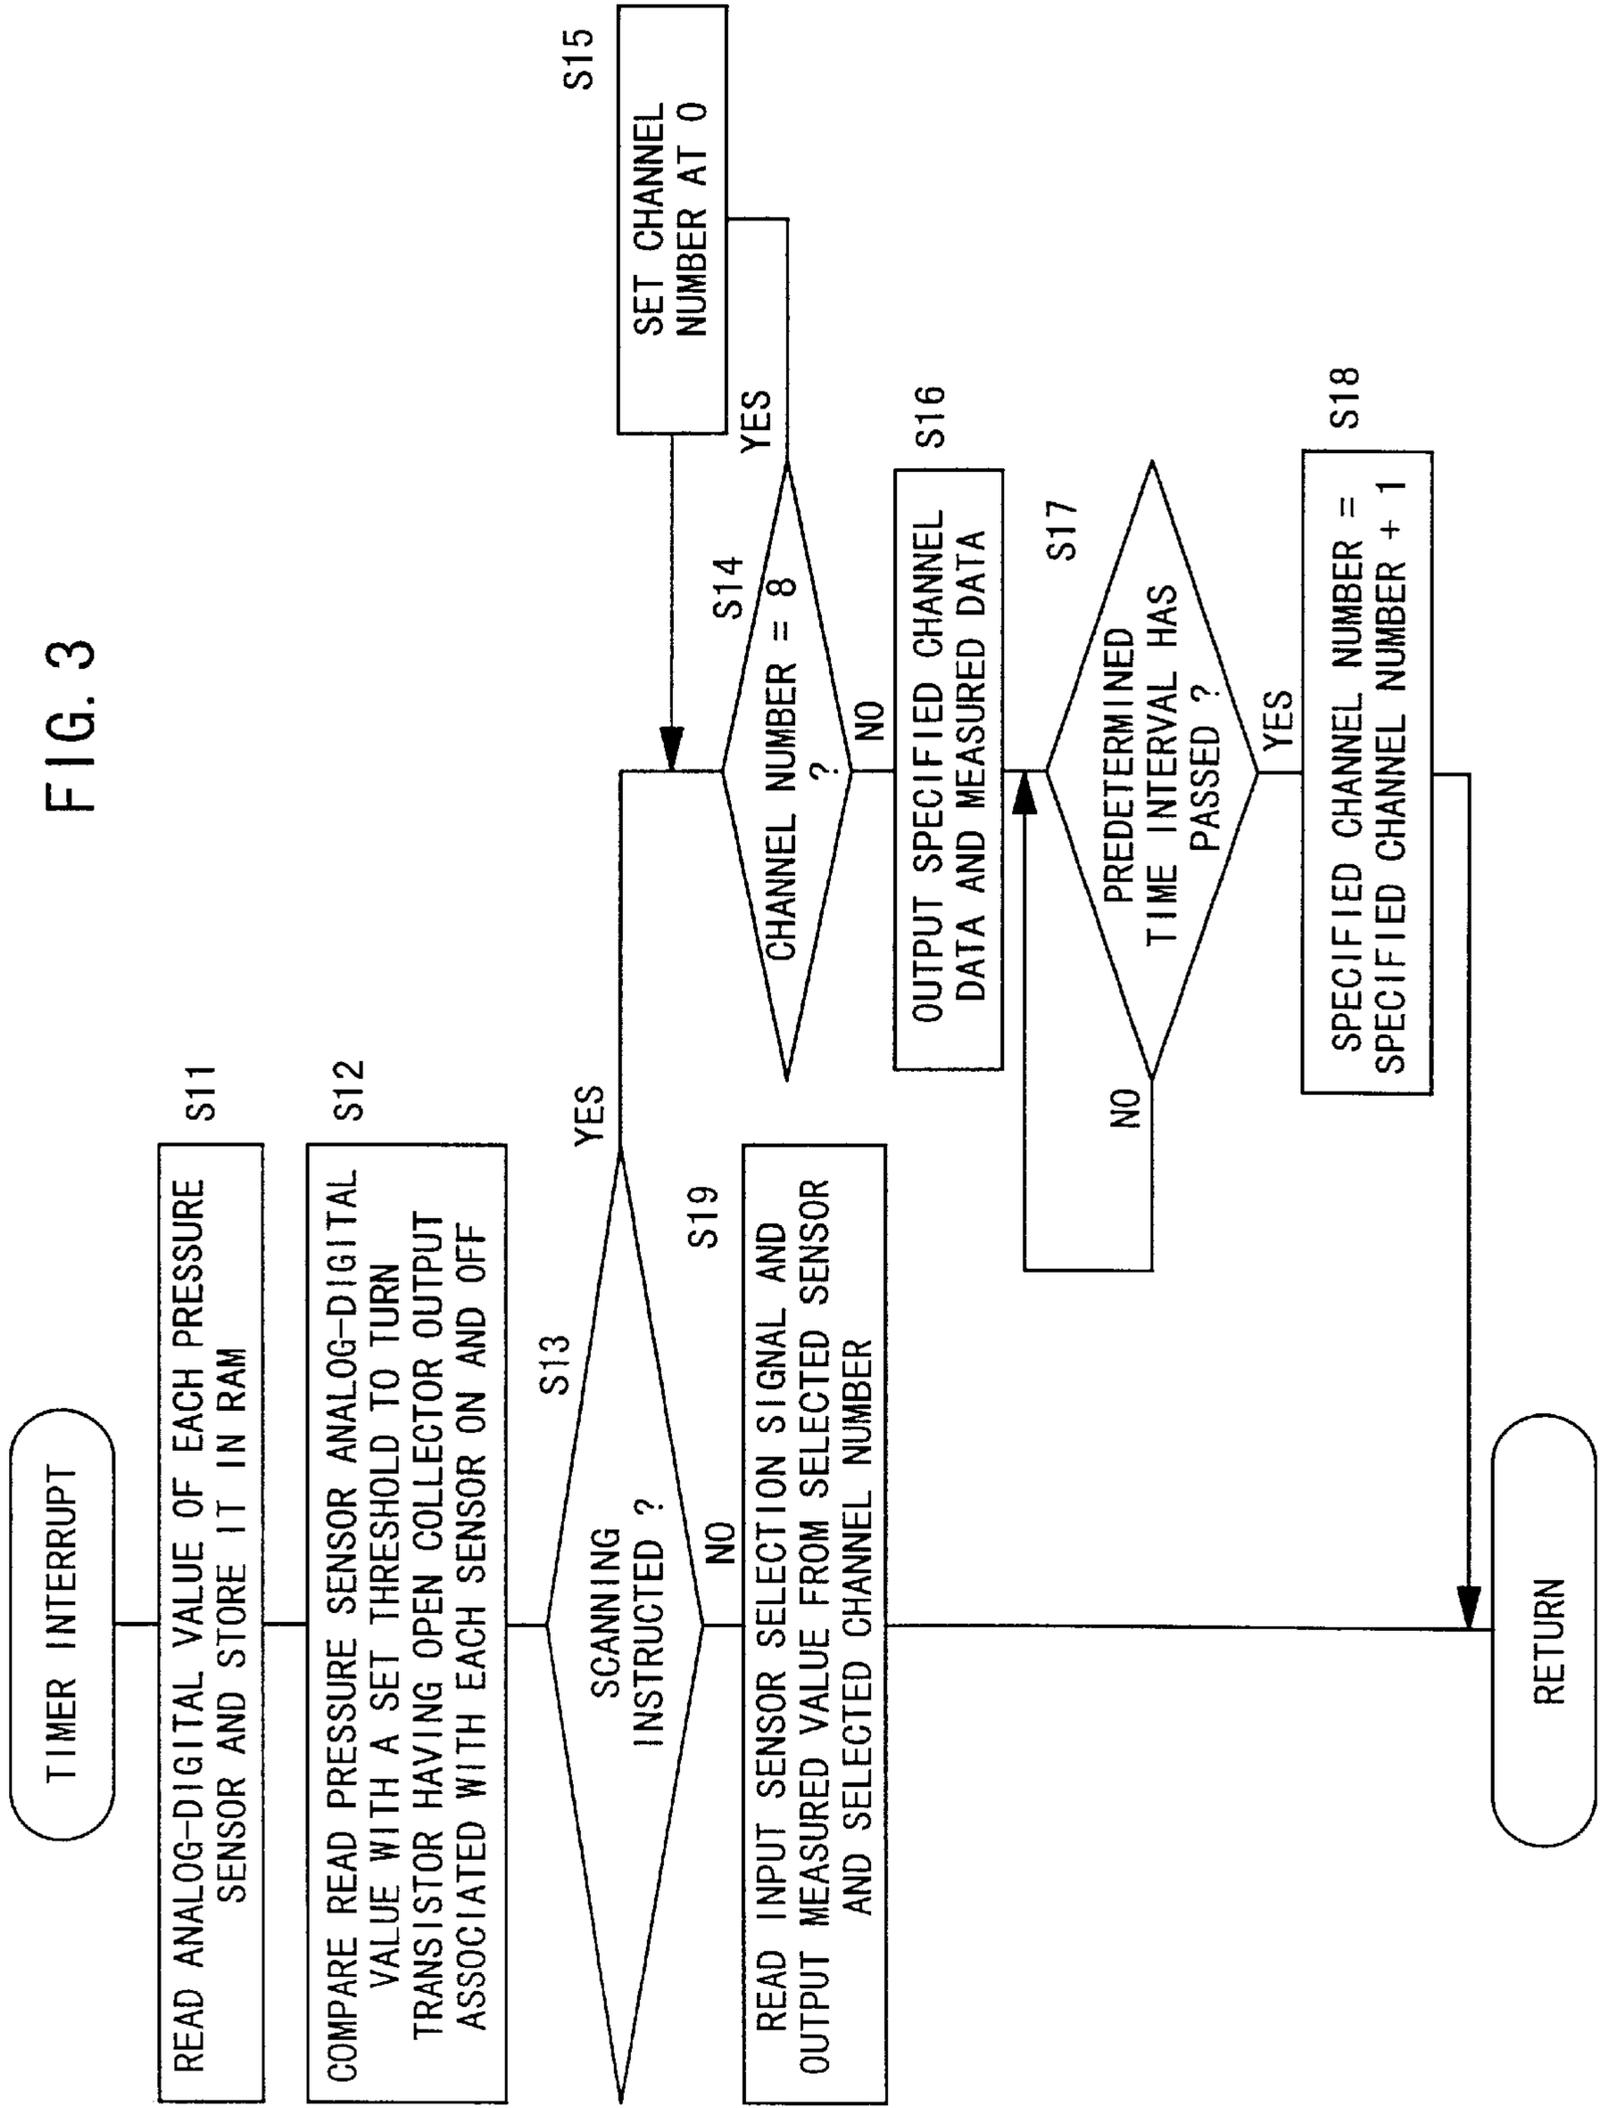 FIG. 3
TIMER INTERRUPT
S11
READ ANALOG-DIGITAL VALUE OF EACH PRESSURE
SENSOR AND STORE IT IN RAM
S12
COMPARE READ PRESSURE SENSOR ANALOG-DIGITAL
VALUE WITH A SET THRESHOLD TO TURN
TRANSISTOR HAVING OPEN COLLECTOR OUTPUT
ASSOCIATED WITH EACH SENSOR ON AND OFF
S13
SCANNING
INSTRUCTED ?
YES
NO
S19
READ INPUT SENSOR SELECTION SIGNAL AND
OUTPUT MEASURED VALUE FROM SELECTED SENSOR
AND SELECTED CHANNEL NUMBER
S15
SET CHANNEL
NUMBER AT 0
S14
CHANNEL NUMBER = 8
?
YES
NO
S16
OUTPUT SPECIFIED CHANNEL
DATA AND MEASURED DATA
S17
PREDETERMINED
TIME INTERVAL HAS
PASSED ?
NO
YES
S18
SPECIFIED CHANNEL NUMBER =
SPECIFIED CHANNEL NUMBER + 1
RETURN